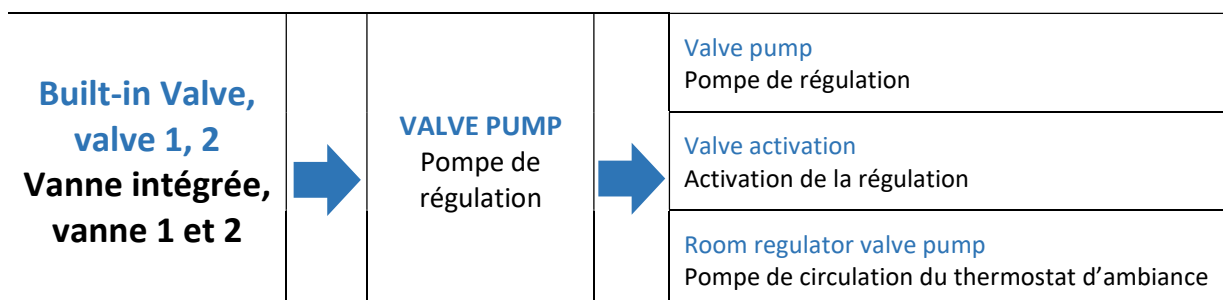 Built-in Valve,
valve 1, 2
Vanne intégrée,
vanne 1 et 2
VALVE PUMP
Pompe de
régulation
Valve pump
Pompe de régulation
Valve activation
Activation de la régulation
Room regulator valve pump
Pompe de circulation du thermostat d’ambiance